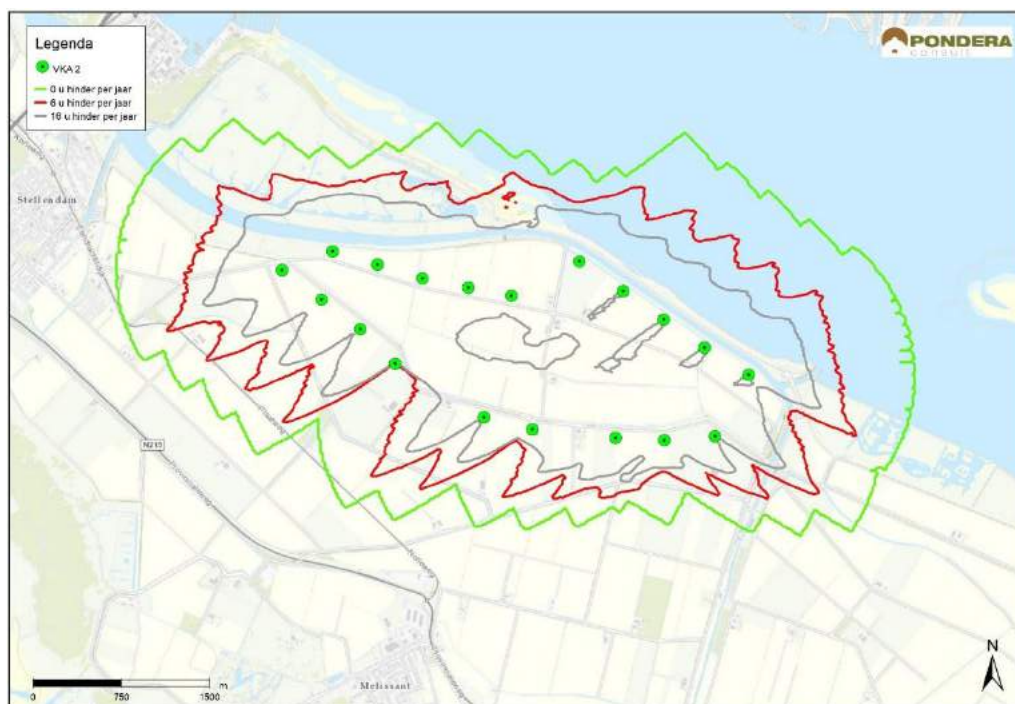 Legenda
VKA 2
0 u hinder per jaar
6 u hinder per jaar
16 u hinder per jaar
PONDERA
consult
Stellendam
N215
Melissant
N
0 750 1500 m